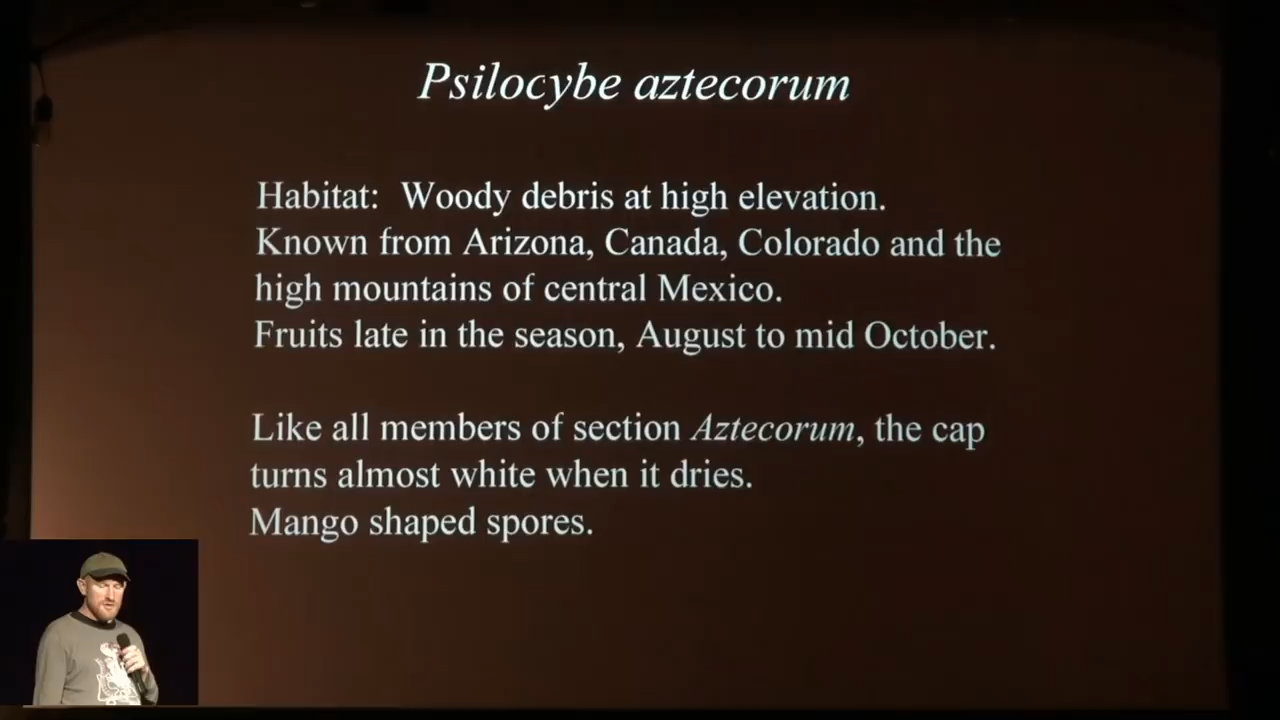 Psilocybe aztecorum
Habitat: Woody debris at high elevation.
Known from Arizona, Canada, Colorado and the
high mountains of central Mexico.
Fruits late in the season, August to mid October.
Like all members of section Aztecorum, the cap
turns almost white when it dries.
Mango shaped spores.